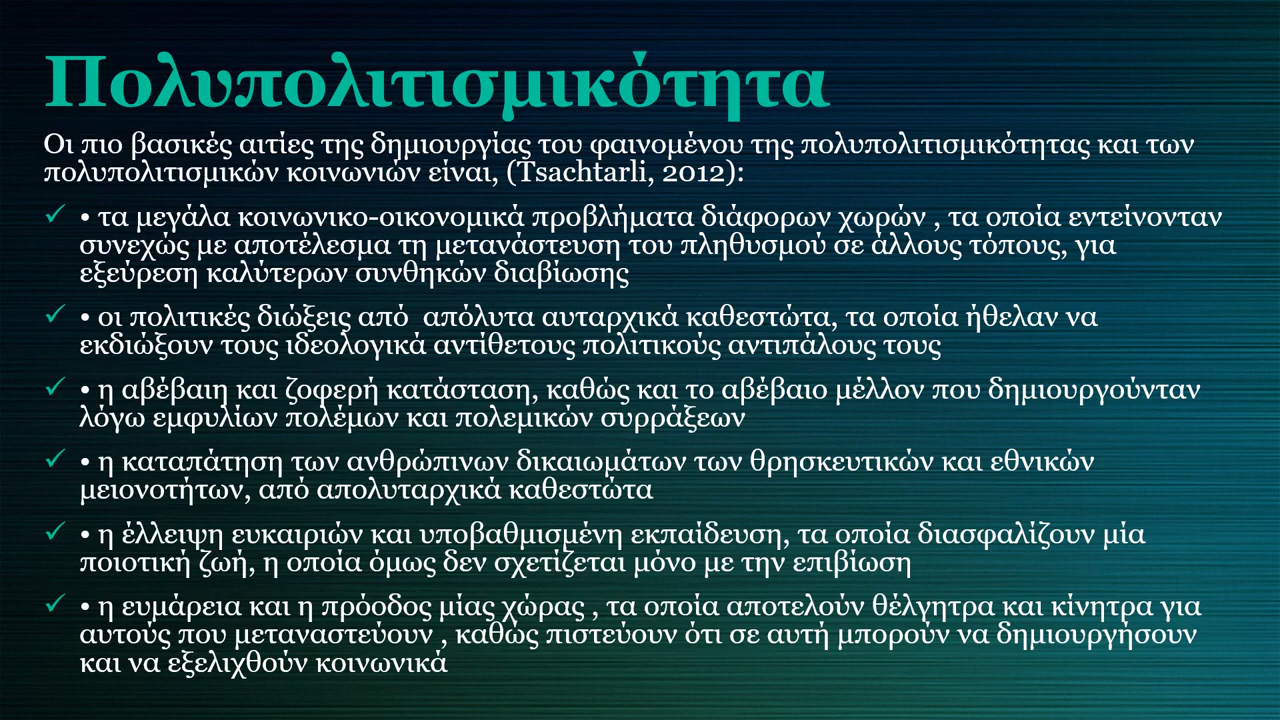 Πολυπολιτισμικότητα
Οι πιο βασικές αιτίες της δημιουργίας του φαινομένου της πολυπολιτισμικότητας και των
πολυπολιτισμικών κοινωνιών είναι, (Tsachtarli, 2012):
✓ • τα μεγάλα κοινωνικο-οικονομικά προβλήματα διάφορων χωρών , τα οποία εντείνονταν
συνεχώς με αποτέλεσμα τη μετανάστευση του πληθυσμού σε άλλους τόπους, για
εξεύρεση καλύτερων συνθηκών διαβίωσης
✓ • οι πολιτικές διώξεις από  απόλυτα αυταρχικά καθεστώτα, τα οποία ήθελαν να
εκδιώξουν τους ιδεολογικά αντίθετους πολιτικούς αντιπάλους τους
✓ • η αβέβαιη και ζοφερή κατάσταση, καθώς και το αβέβαιο μέλλον που δημιουργούνταν
λόγω εμφυλίων πολέμων και πολεμικών συρράξεων
✓ • η καταπάτηση των ανθρώπινων δικαιωμάτων των θρησκευτικών και εθνικών
μειονοτήτων, από απολυταρχικά καθεστώτα
✓ • η έλλειψη ευκαιριών και υποβαθμισμένη εκπαίδευση, τα οποία διασφαλίζουν μία
ποιοτική ζωή, η οποία όμως δεν σχετίζεται μόνο με την επιβίωση
✓ • η ευμάρεια και η πρόοδος μίας χώρας , τα οποία αποτελούν θέλγητρα και κίνητρα για
αυτούς που μεταναστεύουν , καθώς πιστεύουν ότι σε αυτή μπορούν να δημιουργήσουν
και να εξελιχθούν κοινωνικά